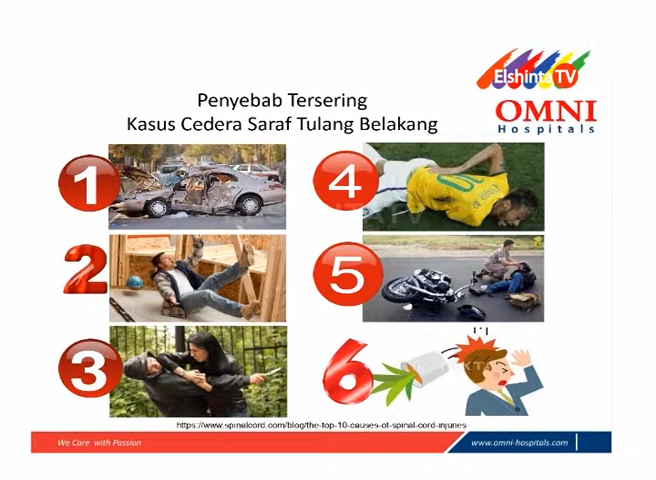 Elshinta TV
OMNI
Hospitals
Penyebab Tersering
Kasus Cedera Saraf Tulang Belakang
1
4
10
2
5
3
6
https://www.spinalcord.com/blog/the-top-10-causes-of-spinal-cord-injuries
We Care with Passion
www.omni-hospitals.com